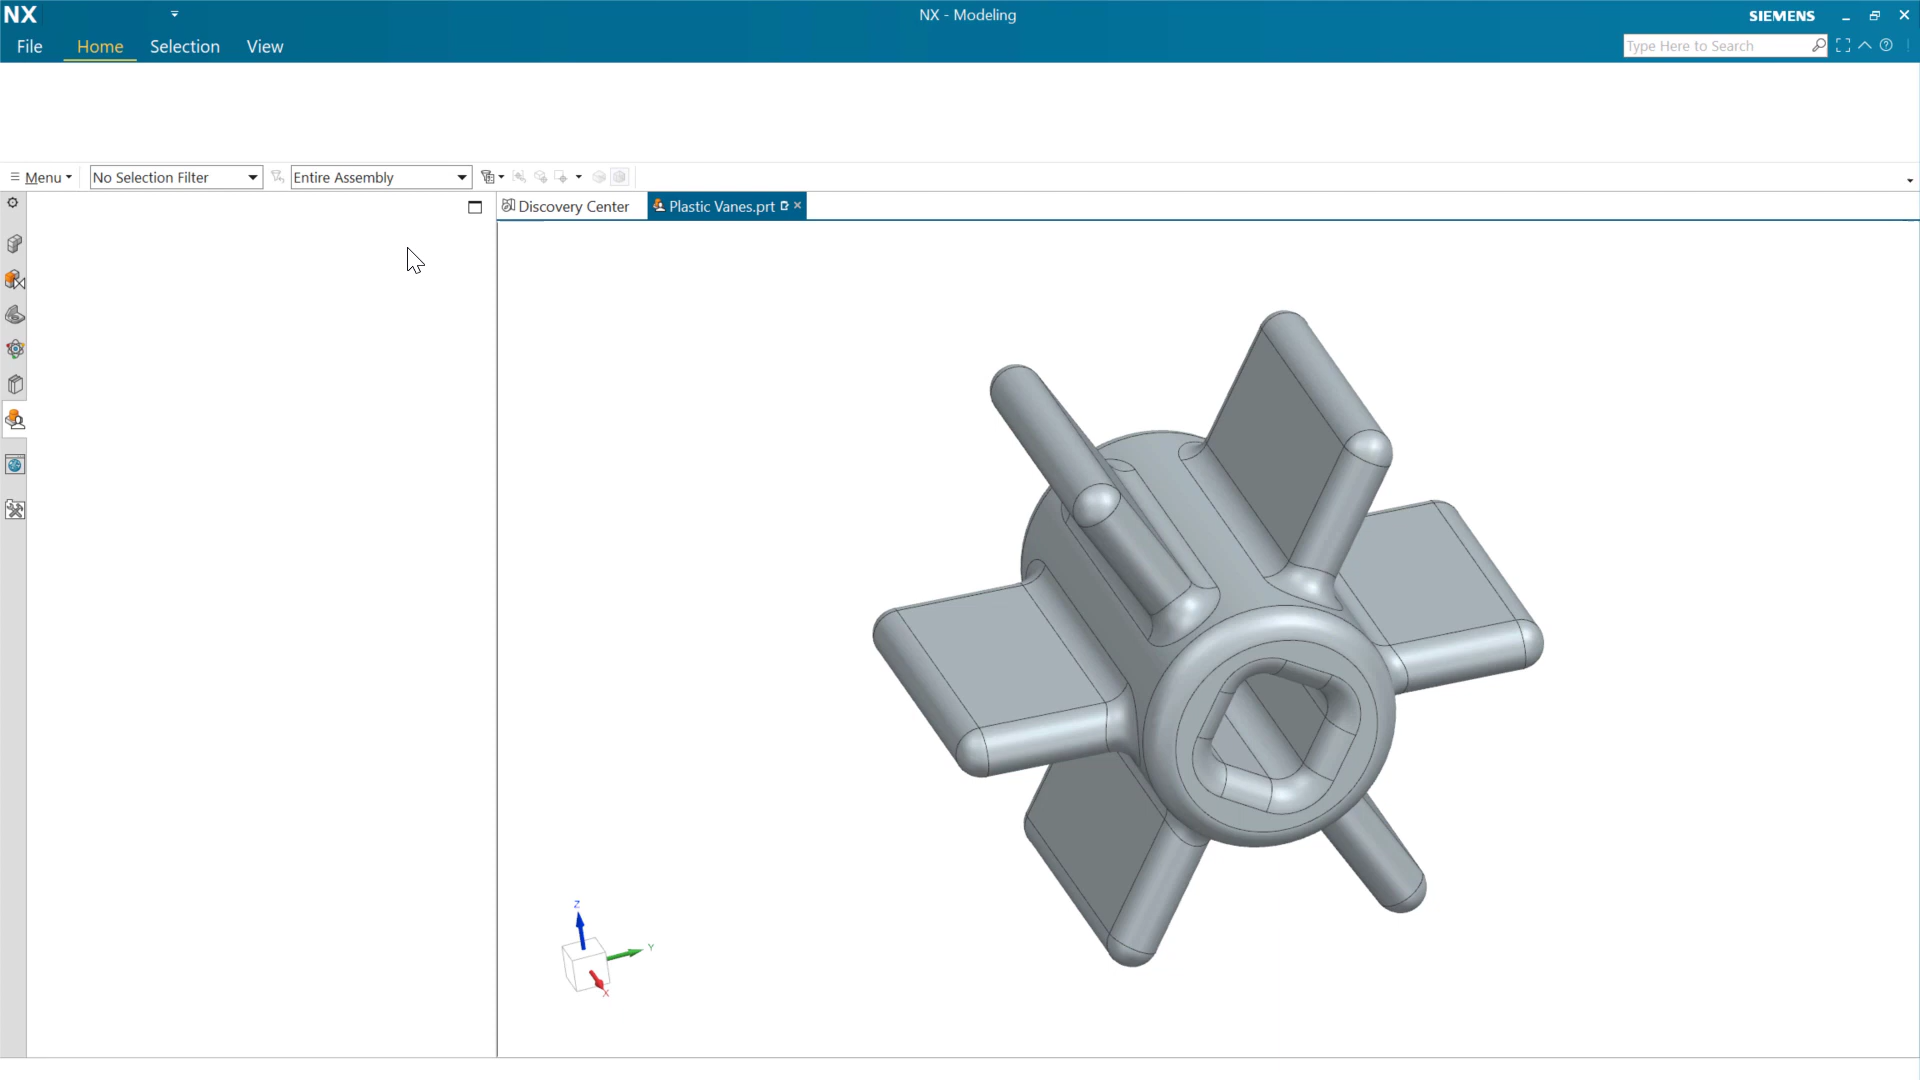 NX
NX - Modeling
SIEMENS
File
Home
Selection
View
Type Here to Search
Menu
No Selection Filter
Entire Assembly
Discovery Center
Plastic Vanes.prt
Z
Y
X